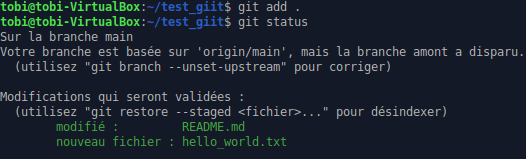 tobi@tobi-VirtualBox:~/test_giit$ git add .
tobi@tobi-VirtualBox:~/test_giit$ git status
Sur la branche main
Votre branche est basée sur 'origin/main', mais la branche amont a disparu.
  (utilisez "git branch --unset-upstream" pour corriger)

Modifications qui seront validées :
  (utilisez "git restore --staged <fichier>..." pour désindexer)
        modifié :         README.md
        nouveau fichier : hello_world.txt